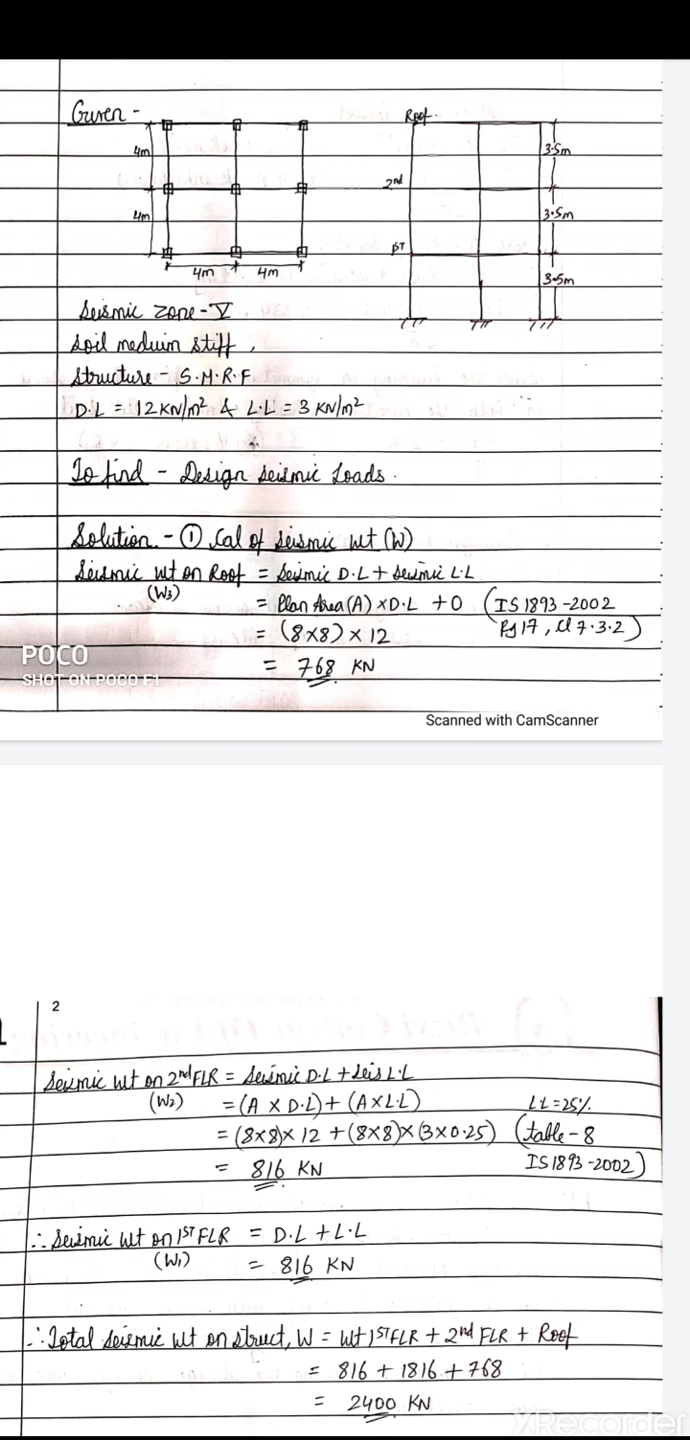 Given -
Roof
4m
3.5m
2nd
4m
3.5m
1ST
4m 4m
3.5m
Seismic zone - V
Soil meduim stiff,
Structure - S.M.R.F
D.L = 12 KN/m² & L.L = 3 KN/m²
To find - Design seismic Loads.
Solution - ① Cal of seismic wt (W)
Seismic wt on Roof = Seismic D.L + seismic L.L
(W3)
= Plan Area (A) × D.L + 0 (IS 1893-2002
= (8×8) × 12 Pg 17, Cl 7.3.2)
= 768 KN
POCO
SHOT ON POCO F1
Scanned with CamScanner
2
Seismic wt on 2nd FLR = Seismic D.L + Seis L.L
(W2) = (A × D.L) + (A × L.L) LL = 25%
= (8×8) × 12 + (8×8) × (3×0.25) (table-8
= 816 KN IS 1893-2002)
∴ Seismic wt on 1ST FLR = D.L + L.L
(W1) = 816 KN
∴ Total seismic wt on struct, W = wt 1ST FLR + 2nd FLR + Roof
= 816 + 1816 + 768
= 2400 KN
XRecorder